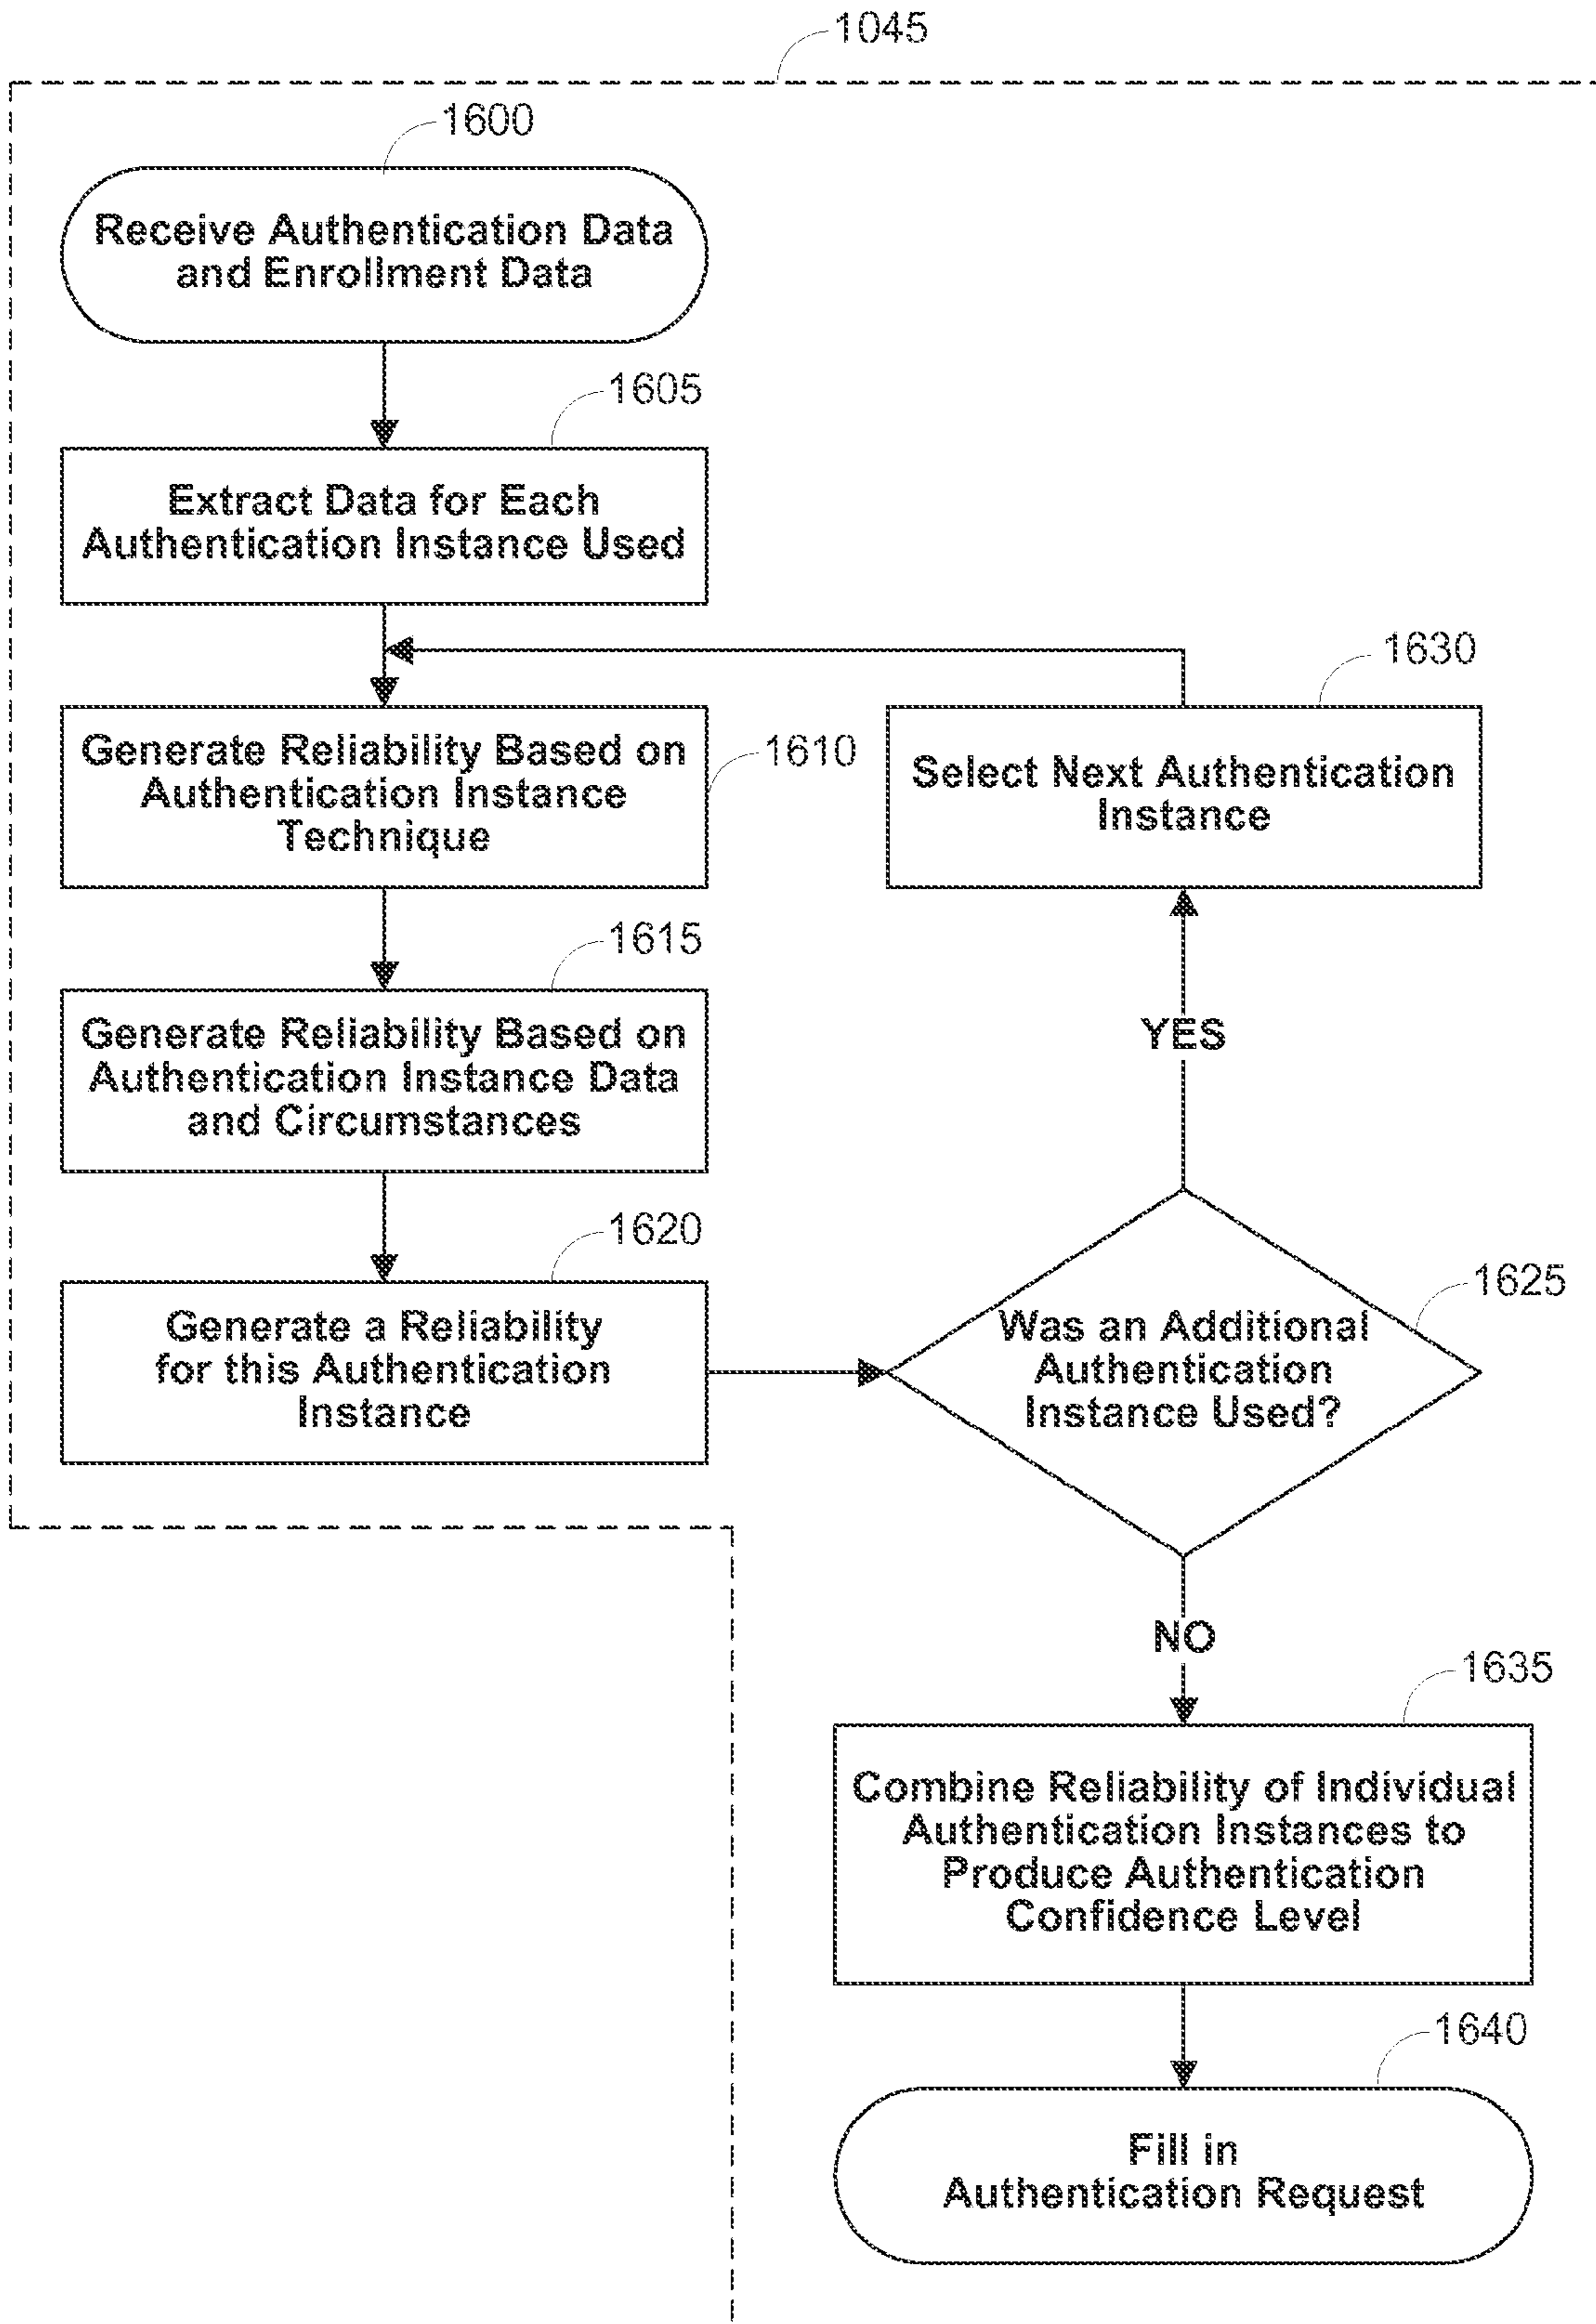 1045
1600
Receive Authentication Data
and Enrollment Data
1605
Extract Data for Each
Authentication Instance Used
1610
Generate Reliability Based on
Authentication Instance
Technique
1615
Generate Reliability Based on
Authentication Instance Data
and Circumstances
1620
Generate a Reliability
for this Authentication
Instance
1625
Was an Additional
Authentication
Instance Used?
YES
1630
Select Next Authentication
Instance
NO
1635
Combine Reliability of Individual
Authentication Instances to
Produce Authentication
Confidence Level
1640
Fill in
Authentication Request